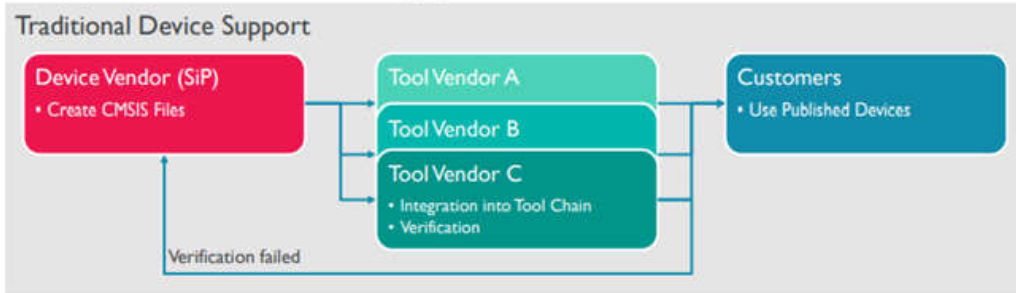 Traditional Device Support
Device Vendor (SiP)
• Create CMSIS Files
Tool Vendor A
Tool Vendor B
Tool Vendor C
• Integration into Tool Chain
• Verification
Customers
• Use Published Devices
Verification failed